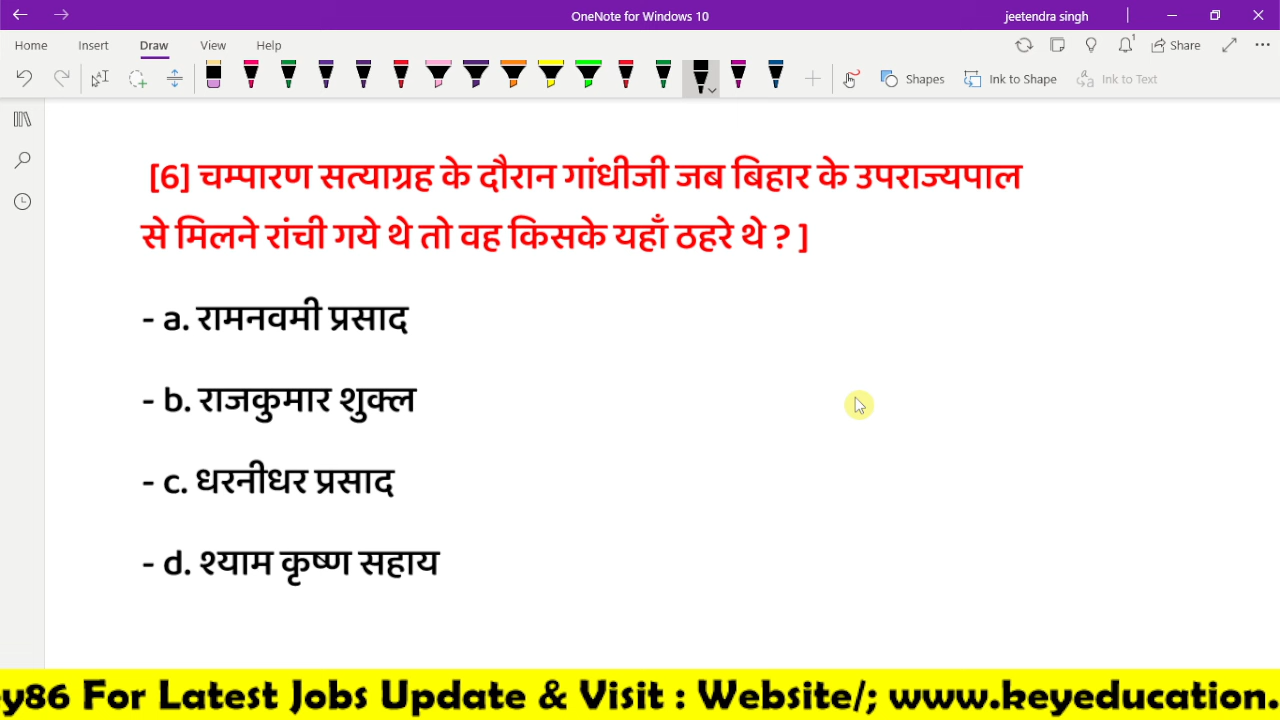 OneNote for Windows 10
jeetendra singh
Home Insert Draw View Help
Share
Shapes Ink to Shape Ink to Text
[6] चम्पारण सत्याग्रह के दौरान गांधीजी जब बिहार के उपराज्यपाल
से मिलने रांची गये थे तो वह किसके यहाँ ठहरे थे ? ]
- a. रामनवमी प्रसाद
- b. राजकुमार शुक्ल
- c. धरनीधर प्रसाद
- d. श्याम कृष्ण सहाय
y86 For Latest Jobs Update & Visit : Website/; www.keyeducation.